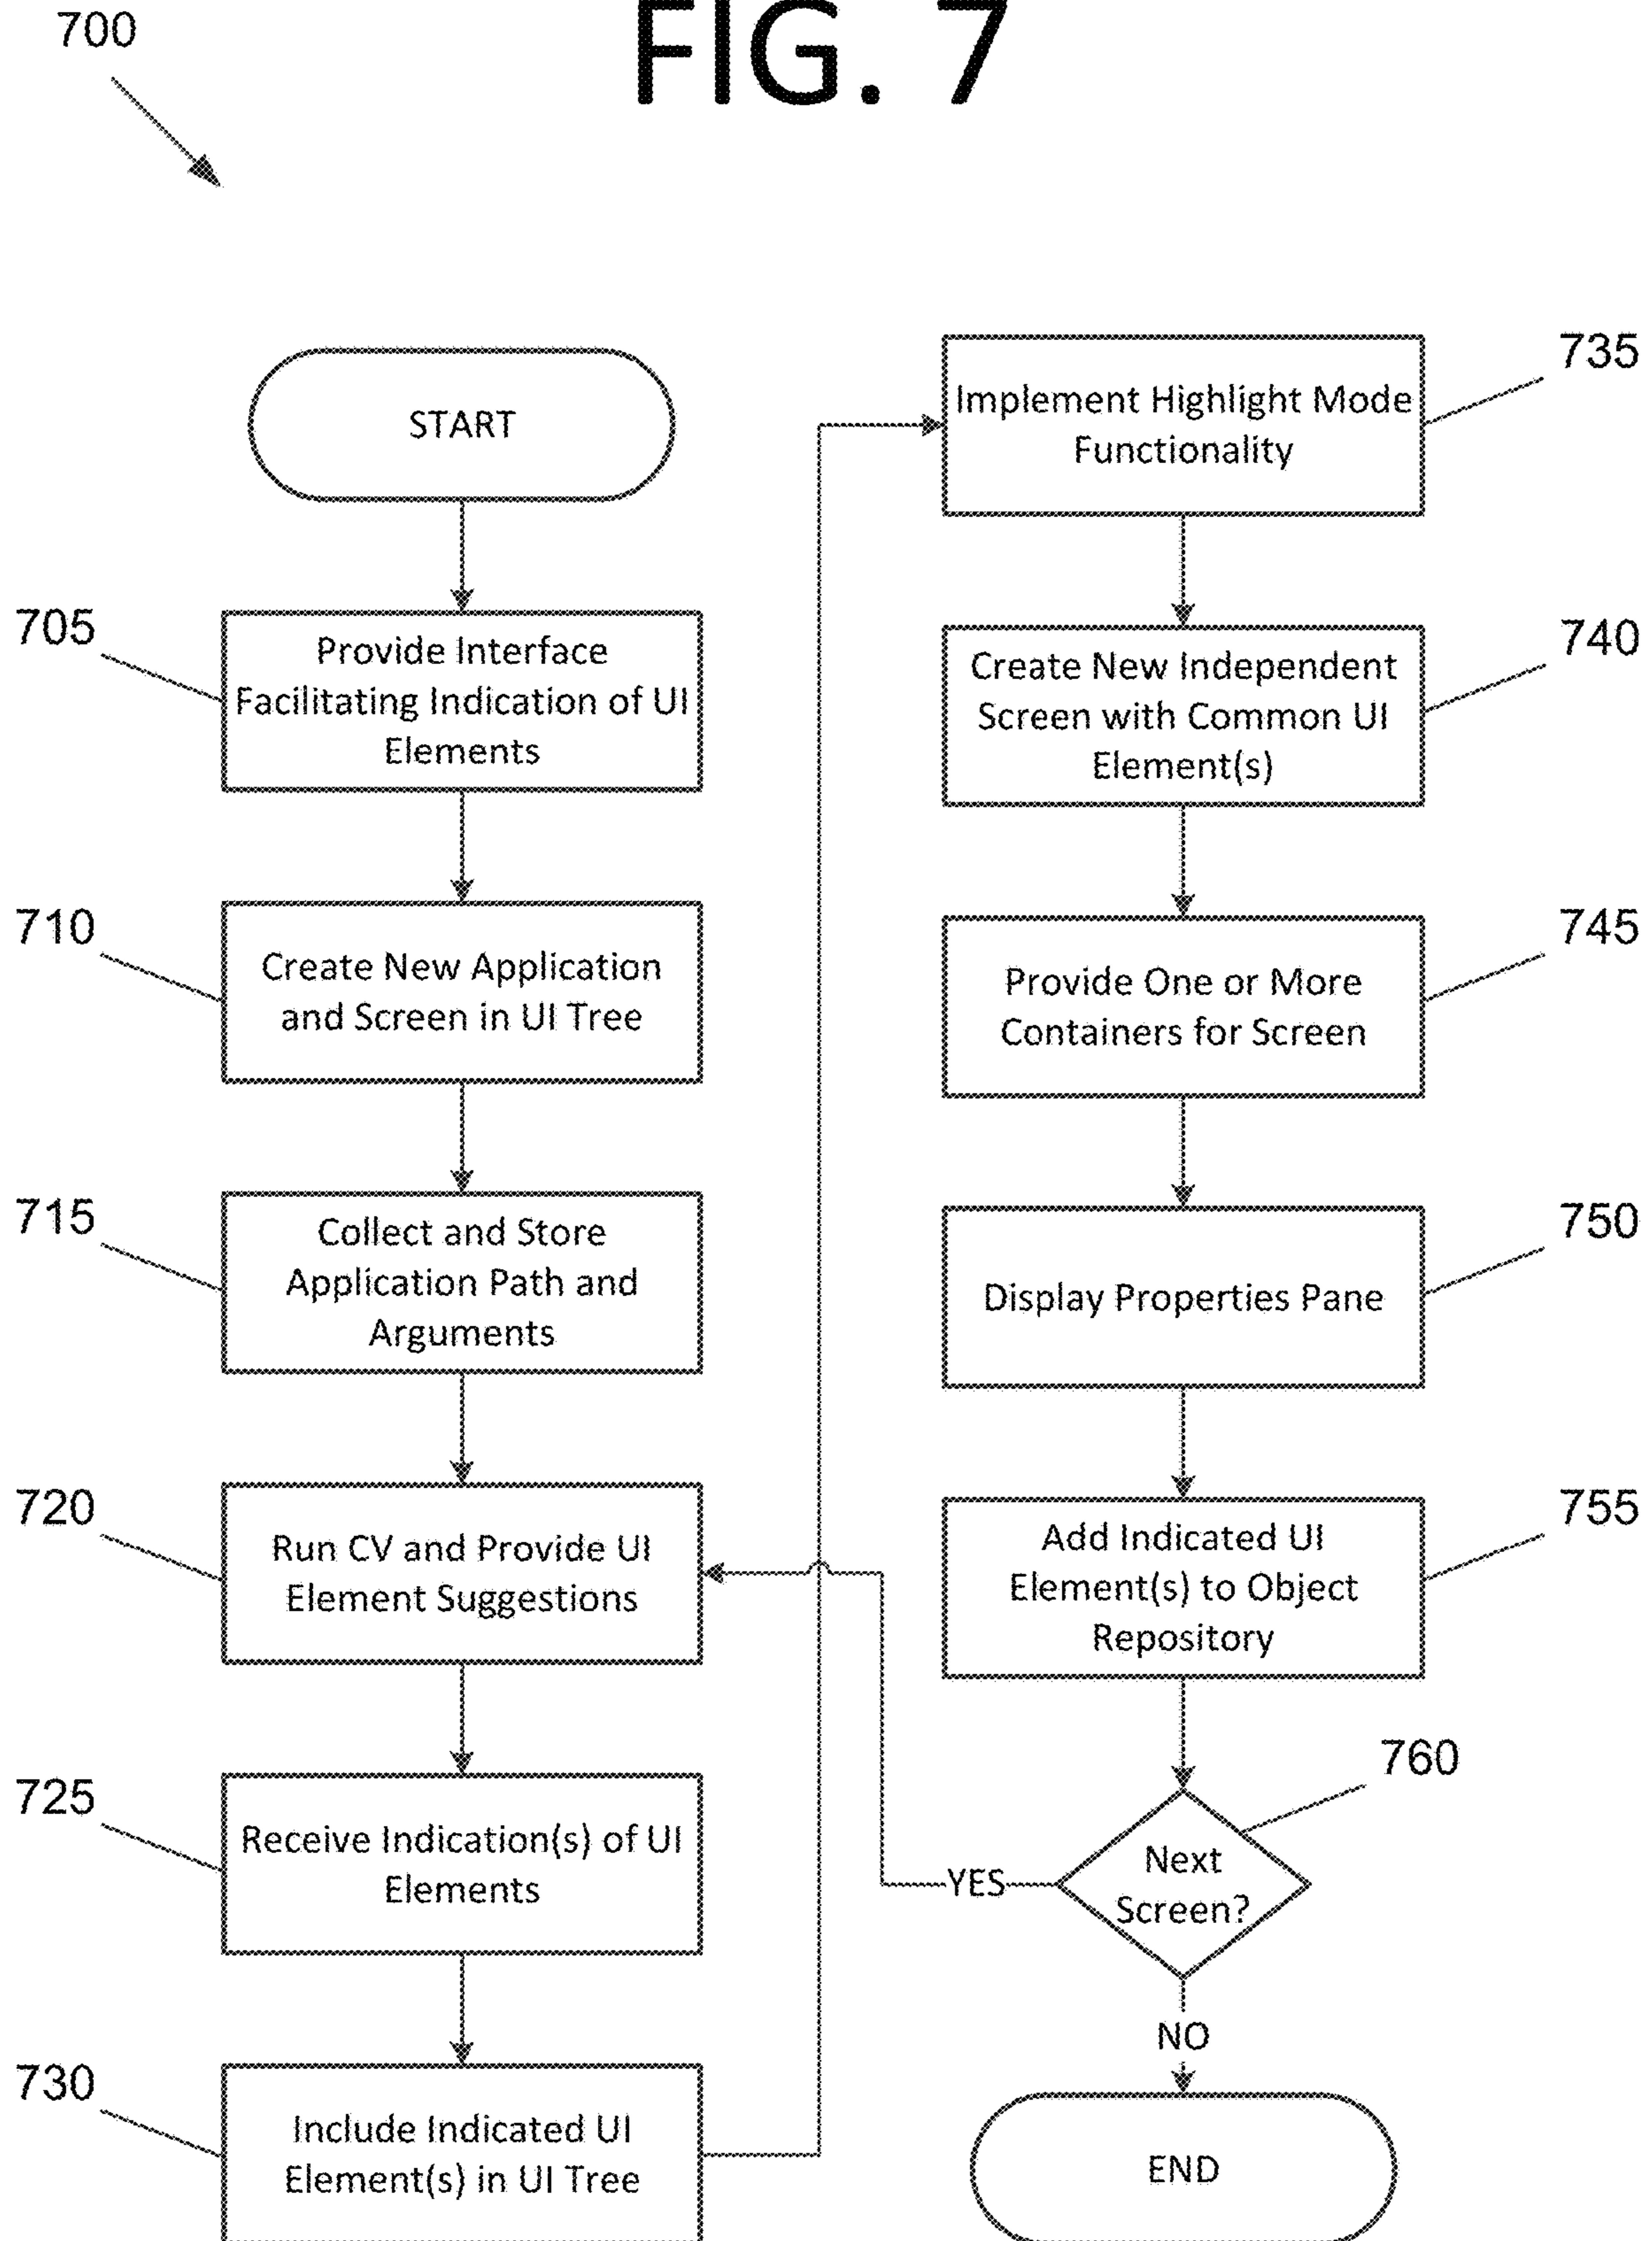 FIG. 7
700
START
705
Provide Interface
Facilitating Indication of UI
Elements
710
Create New Application
and Screen in UI Tree
715
Collect and Store
Application Path and
Arguments
720
Run CV and Provide UI
Element Suggestions
725
Receive Indication(s) of UI
Elements
730
Include Indicated UI
Element(s) in UI Tree
735
Implement Highlight Mode
Functionality
740
Create New Independent
Screen with Common UI
Element(s)
745
Provide One or More
Containers for Screen
750
Display Properties Pane
755
Add Indicated UI
Element(s) to Object
Repository
760
Next
Screen?
YES
NO
END